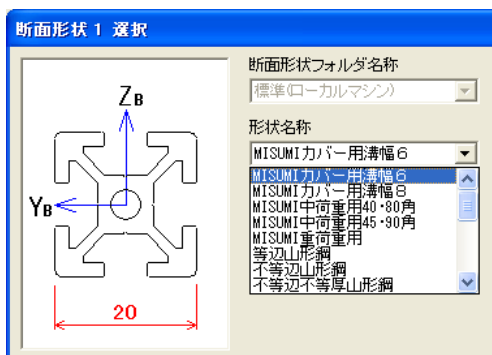 断面形状１ 選択
断面形状フォルダ名称
標準(ローカルマシン)
形状名称
MISUMIカバー用溝幅６
MISUMIカバー用溝幅６
MISUMIカバー用溝幅８
MISUMI中荷重用40･80角
MISUMI中荷重用45･90角
MISUMI重荷重用
等辺山形鋼
不等辺山形鋼
不等辺不等厚山形鋼
ZB
YB
20